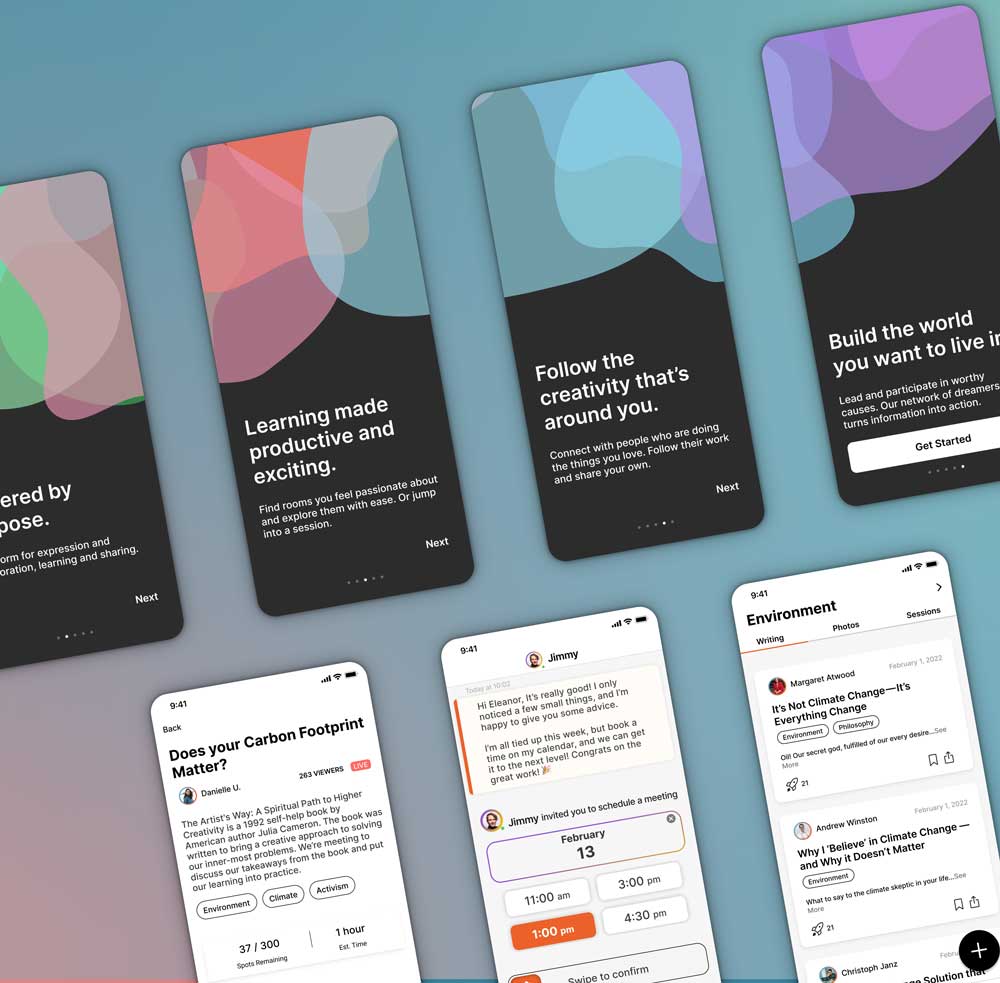 ered by
pose.
orm for expression and
oration, learning and sharing.
Next
Learning made
productive and
exciting.
Find rooms you feel passionate about
and explore them with ease. Or jump
into a session.
Next
Follow the
creativity that’s
around you.
Connect with people who are doing
the things you love. Follow their work
and share your own.
Next
Build the world
you want to live in
Lead and participate in worthy
causes. Our network of dreamers
turns information into action.
Get Started
9:41
Back
Does your Carbon Footprint
Matter?
263 VIEWERS LIVE
Danielle U.
The Artist's Way: A Spiritual Path to Higher
Creativity is a 1992 self-help book by
American author Julia Cameron. The book was
written to bring a creative approach to solving
our inner-most problems. We're meeting to
discuss our takeaways from the book and put
our learning into practice.
Environment Climate Activism
37 / 300 1 hour
Spots Remaining Est. Time
9:41
Jimmy
Today at 10:02
Hi Eleanor, It's really good! I only
noticed a few small things, and I'm
happy to give you some advice.
I'm all tied up this week, but book a
time on my calendar, and we can get
it to the next level! Congrats on the
great work! 🎉
Jimmy invited you to schedule a meeting
February
13
11:00 am 3:00 pm
1:00 pm 4:30 pm
Swipe to confirm
9:41
Environment
Writing Photos Sessions
Margaret Atwood February 1, 2022
It's Not Climate Change—It's
Everything Change
Environment Philosophy
Oil! Our secret god, fulfilled of our every desire...See
More
21
Andrew Winston February 1, 2022
Why I 'Believe' in Climate Change —
and Why it Doesn't Matter
Environment
What to say to the climate skeptic in your life...See
More
21
Christoph Janz Febru
nge Solution that